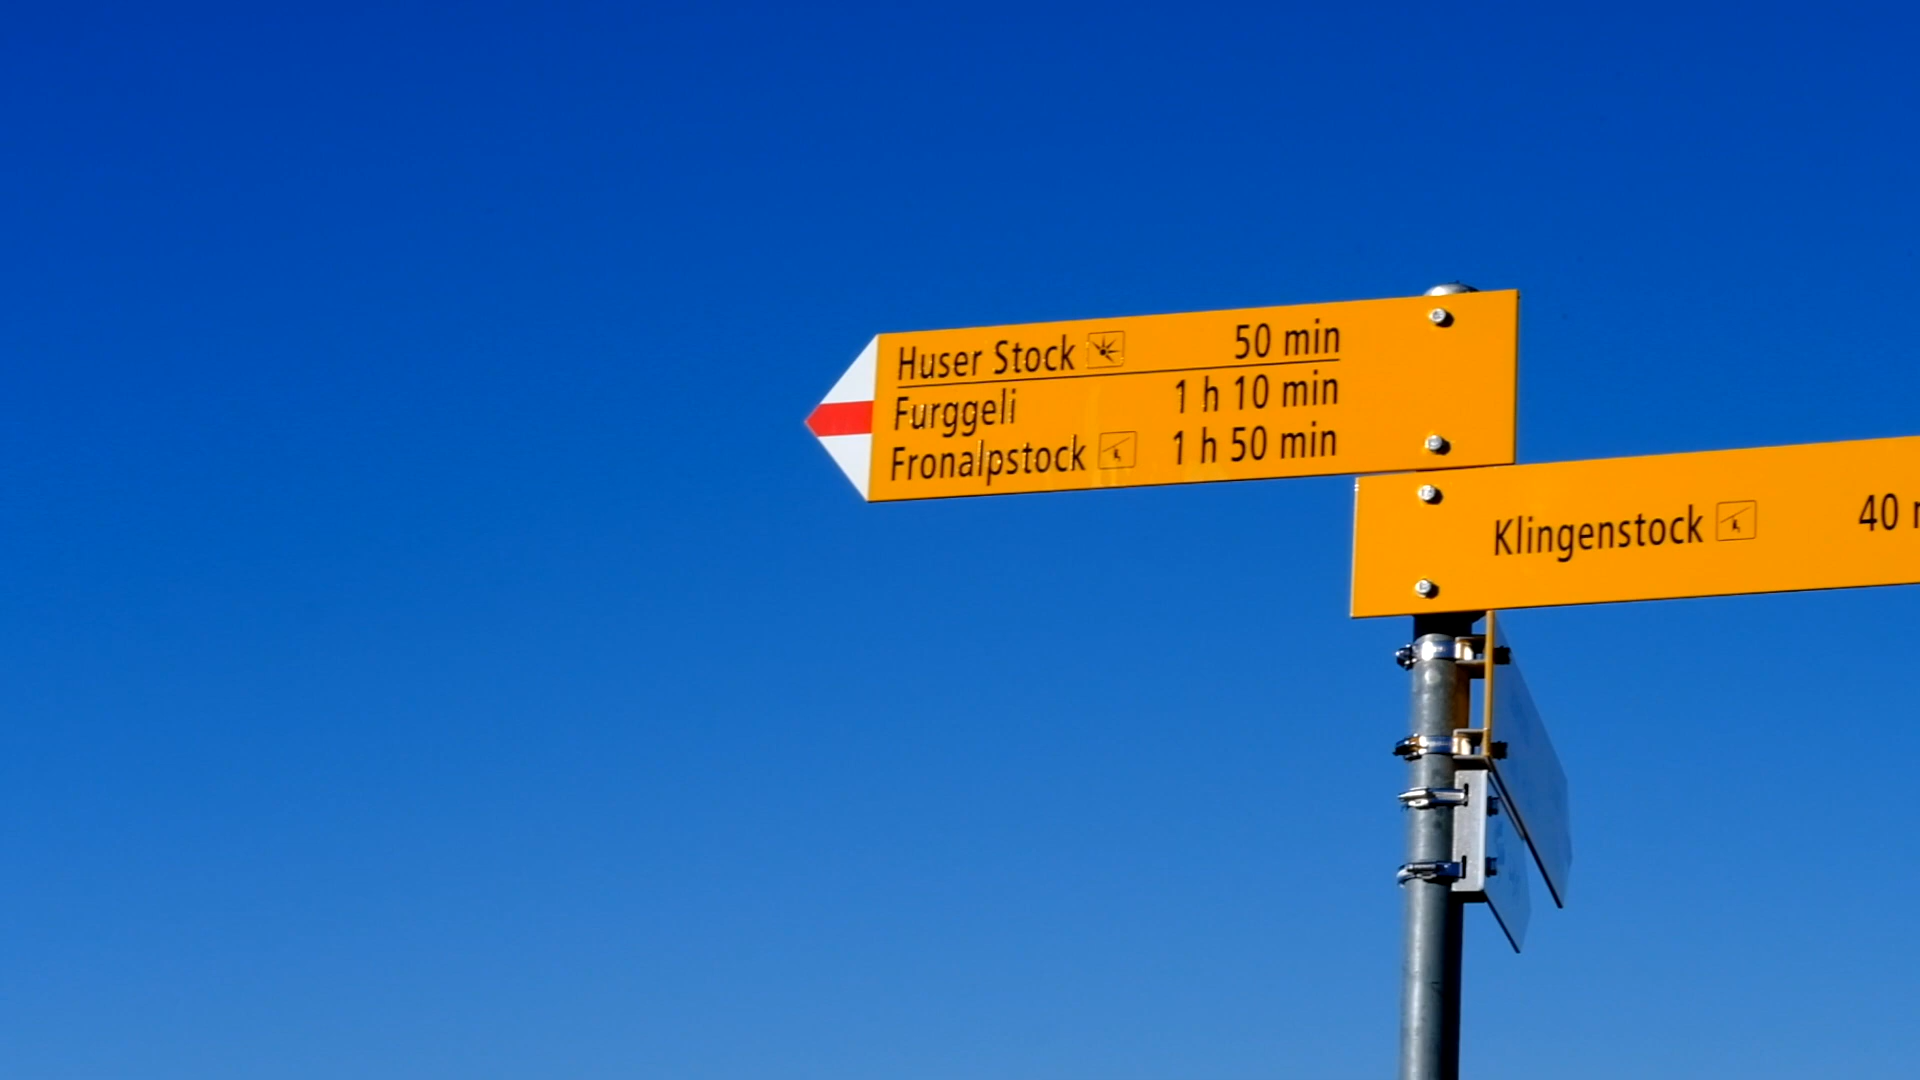 Huser Stock 50 min
Furggeli 1 h 10 min
Fronalpstock 1 h 50 min
Klingenstock 40